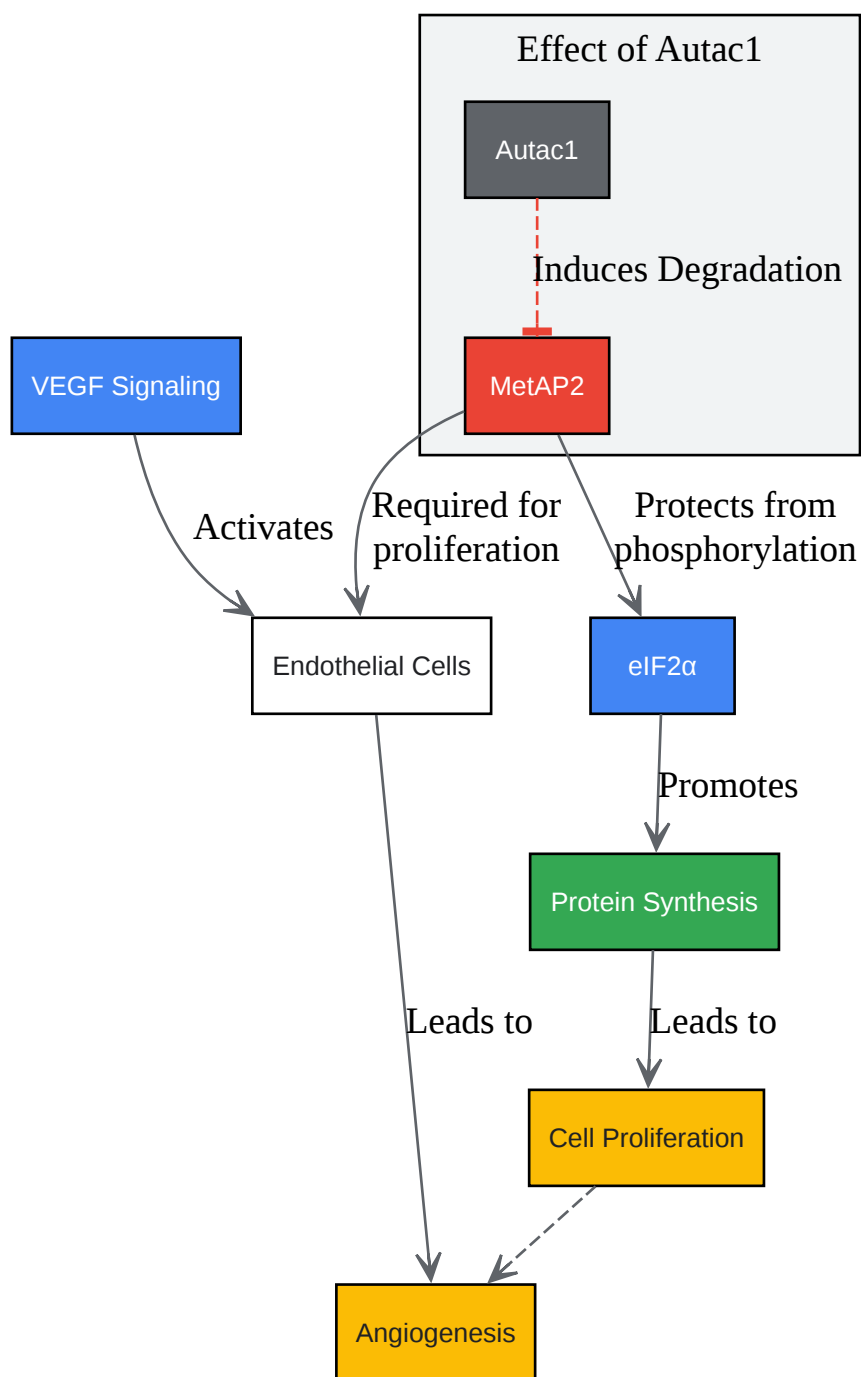 Effect of Autac1
Autac1
Induces Degradation
VEGF Signaling
MetAP2
Activates
Required for
proliferation
Protects from
phosphorylation
Endothelial Cells
eIF2α
Promotes
Protein Synthesis
Leads to
Leads to
Cell Proliferation
Angiogenesis